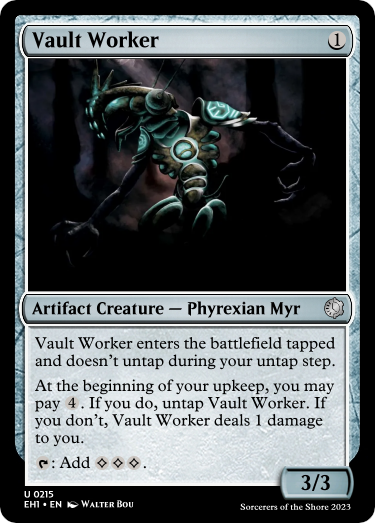 Vault Worker 1
Artifact Creature — Phyrexian Myr
Vault Worker enters the battlefield tapped
and doesn't untap during your untap step.
At the beginning of your upkeep, you may
pay 4. If you do, untap Vault Worker. If
you don't, Vault Worker deals 1 damage
to you.
: Add .
3/3
U 0215
EH1 • EN Walter Bou
Sorcerers of the Shore 2023